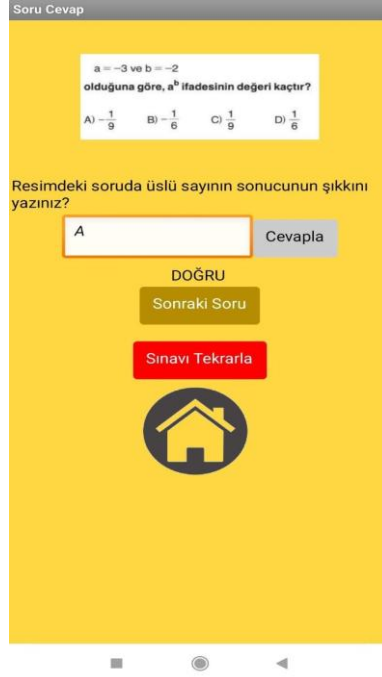 Soru Cevap
a = −3 ve b = −2
olduğuna göre, aᵇ ifadesinin değeri kaçtır?
A) −1/9 B) −1/6 C) 1/9 D) 1/6
Resimdeki soruda üslü sayının sonucunun şıkkını
yazınız?
A Cevapla
DOĞRU
Sonraki Soru
Sınavı Tekrarla